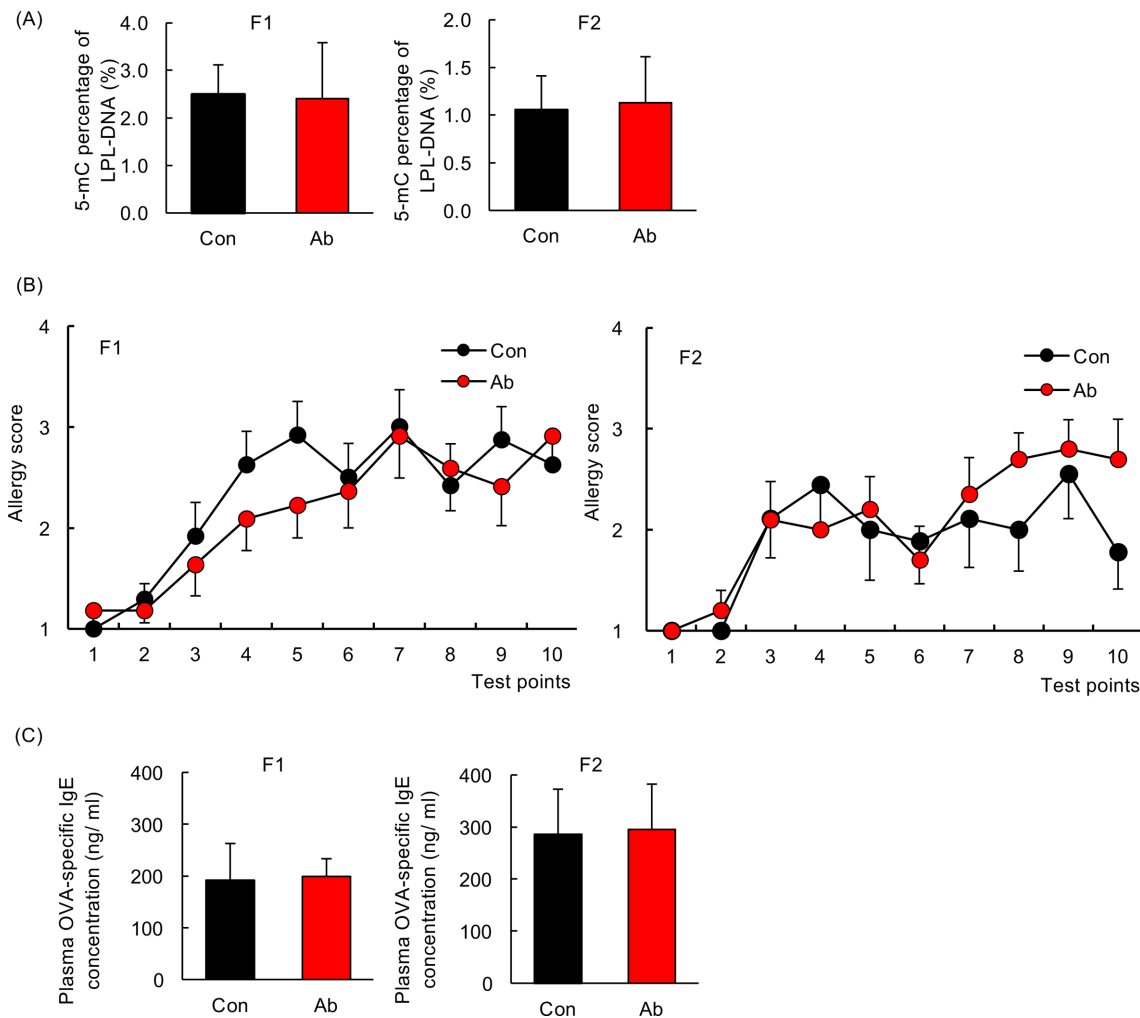 (A)
F1
5-mC percentage of
LPL-DNA (%)
4.0
3.0
2.0
1.0
0.0
Con
Ab
F2
5-mC percentage of
LPL-DNA (%)
2.0
1.5
1.0
0.5
0.0
Con
Ab
(B)
F1
Con
Ab
Allergy score
4
3
2
1
1 2 3 4 5 6 7 8 9 10
Test points
F2
Con
Ab
Allergy score
4
3
2
1
1 2 3 4 5 6 7 8 9 10
Test points
(C)
F1
Plasma OVA-specific IgE
concentration (ng/ ml)
400
300
200
100
0
Con
Ab
F2
Plasma OVA-specific IgE
concentration (ng/ ml)
400
300
200
100
0
Con
Ab